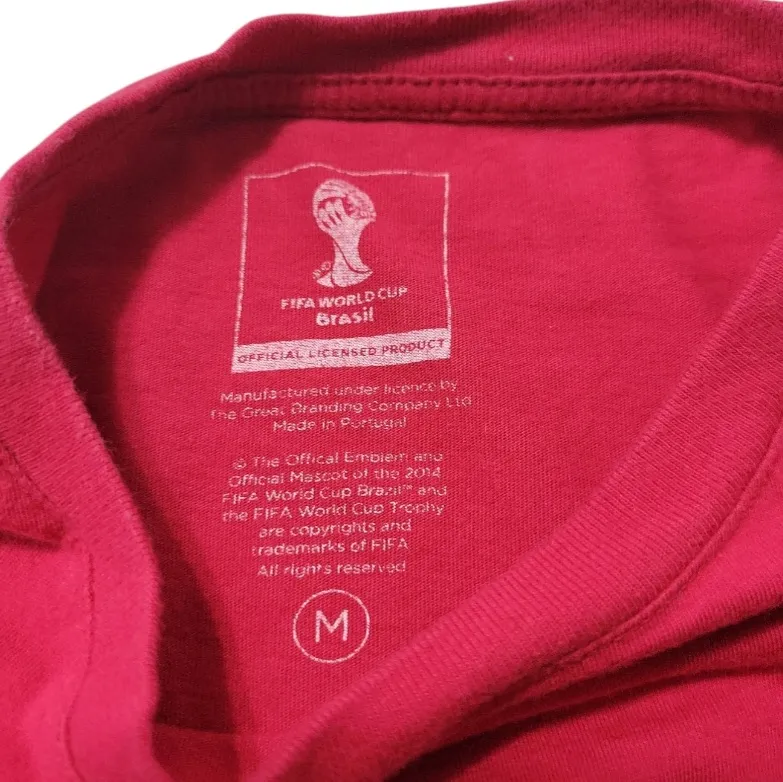 FIFA WORLD CUP
Brasil
OFFICIAL LICENSED PRODUCT
Manufactured under licence by
The Great Branding Company Ltd
Made in Portugal
© The Offical Emblem and
Official Mascot of the 2014
FIFA World Cup Brazil™ and
the FIFA World Cup Trophy
are copyrights and
trademarks of FIFA
All rights reserved
M